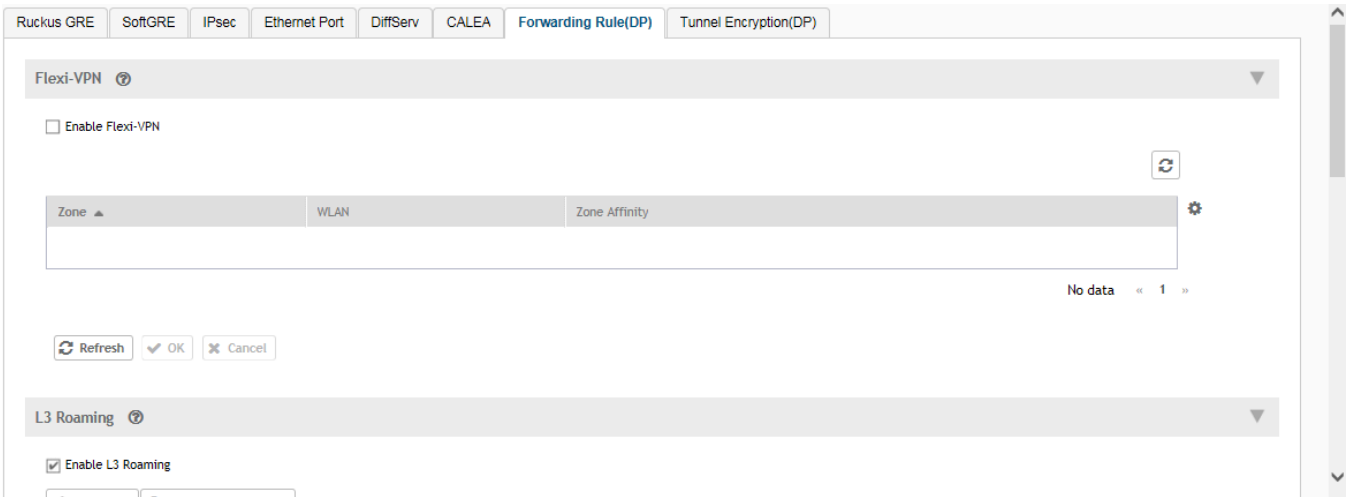 Ruckus GRE SoftGRE IPsec Ethernet Port DiffServ CALEA Forwarding Rule(DP) Tunnel Encryption(DP)
Flexi-VPN ?
Enable Flexi-VPN
Zone WLAN Zone Affinity
No data « 1 »
Refresh OK Cancel
L3 Roaming ?
Enable L3 Roaming